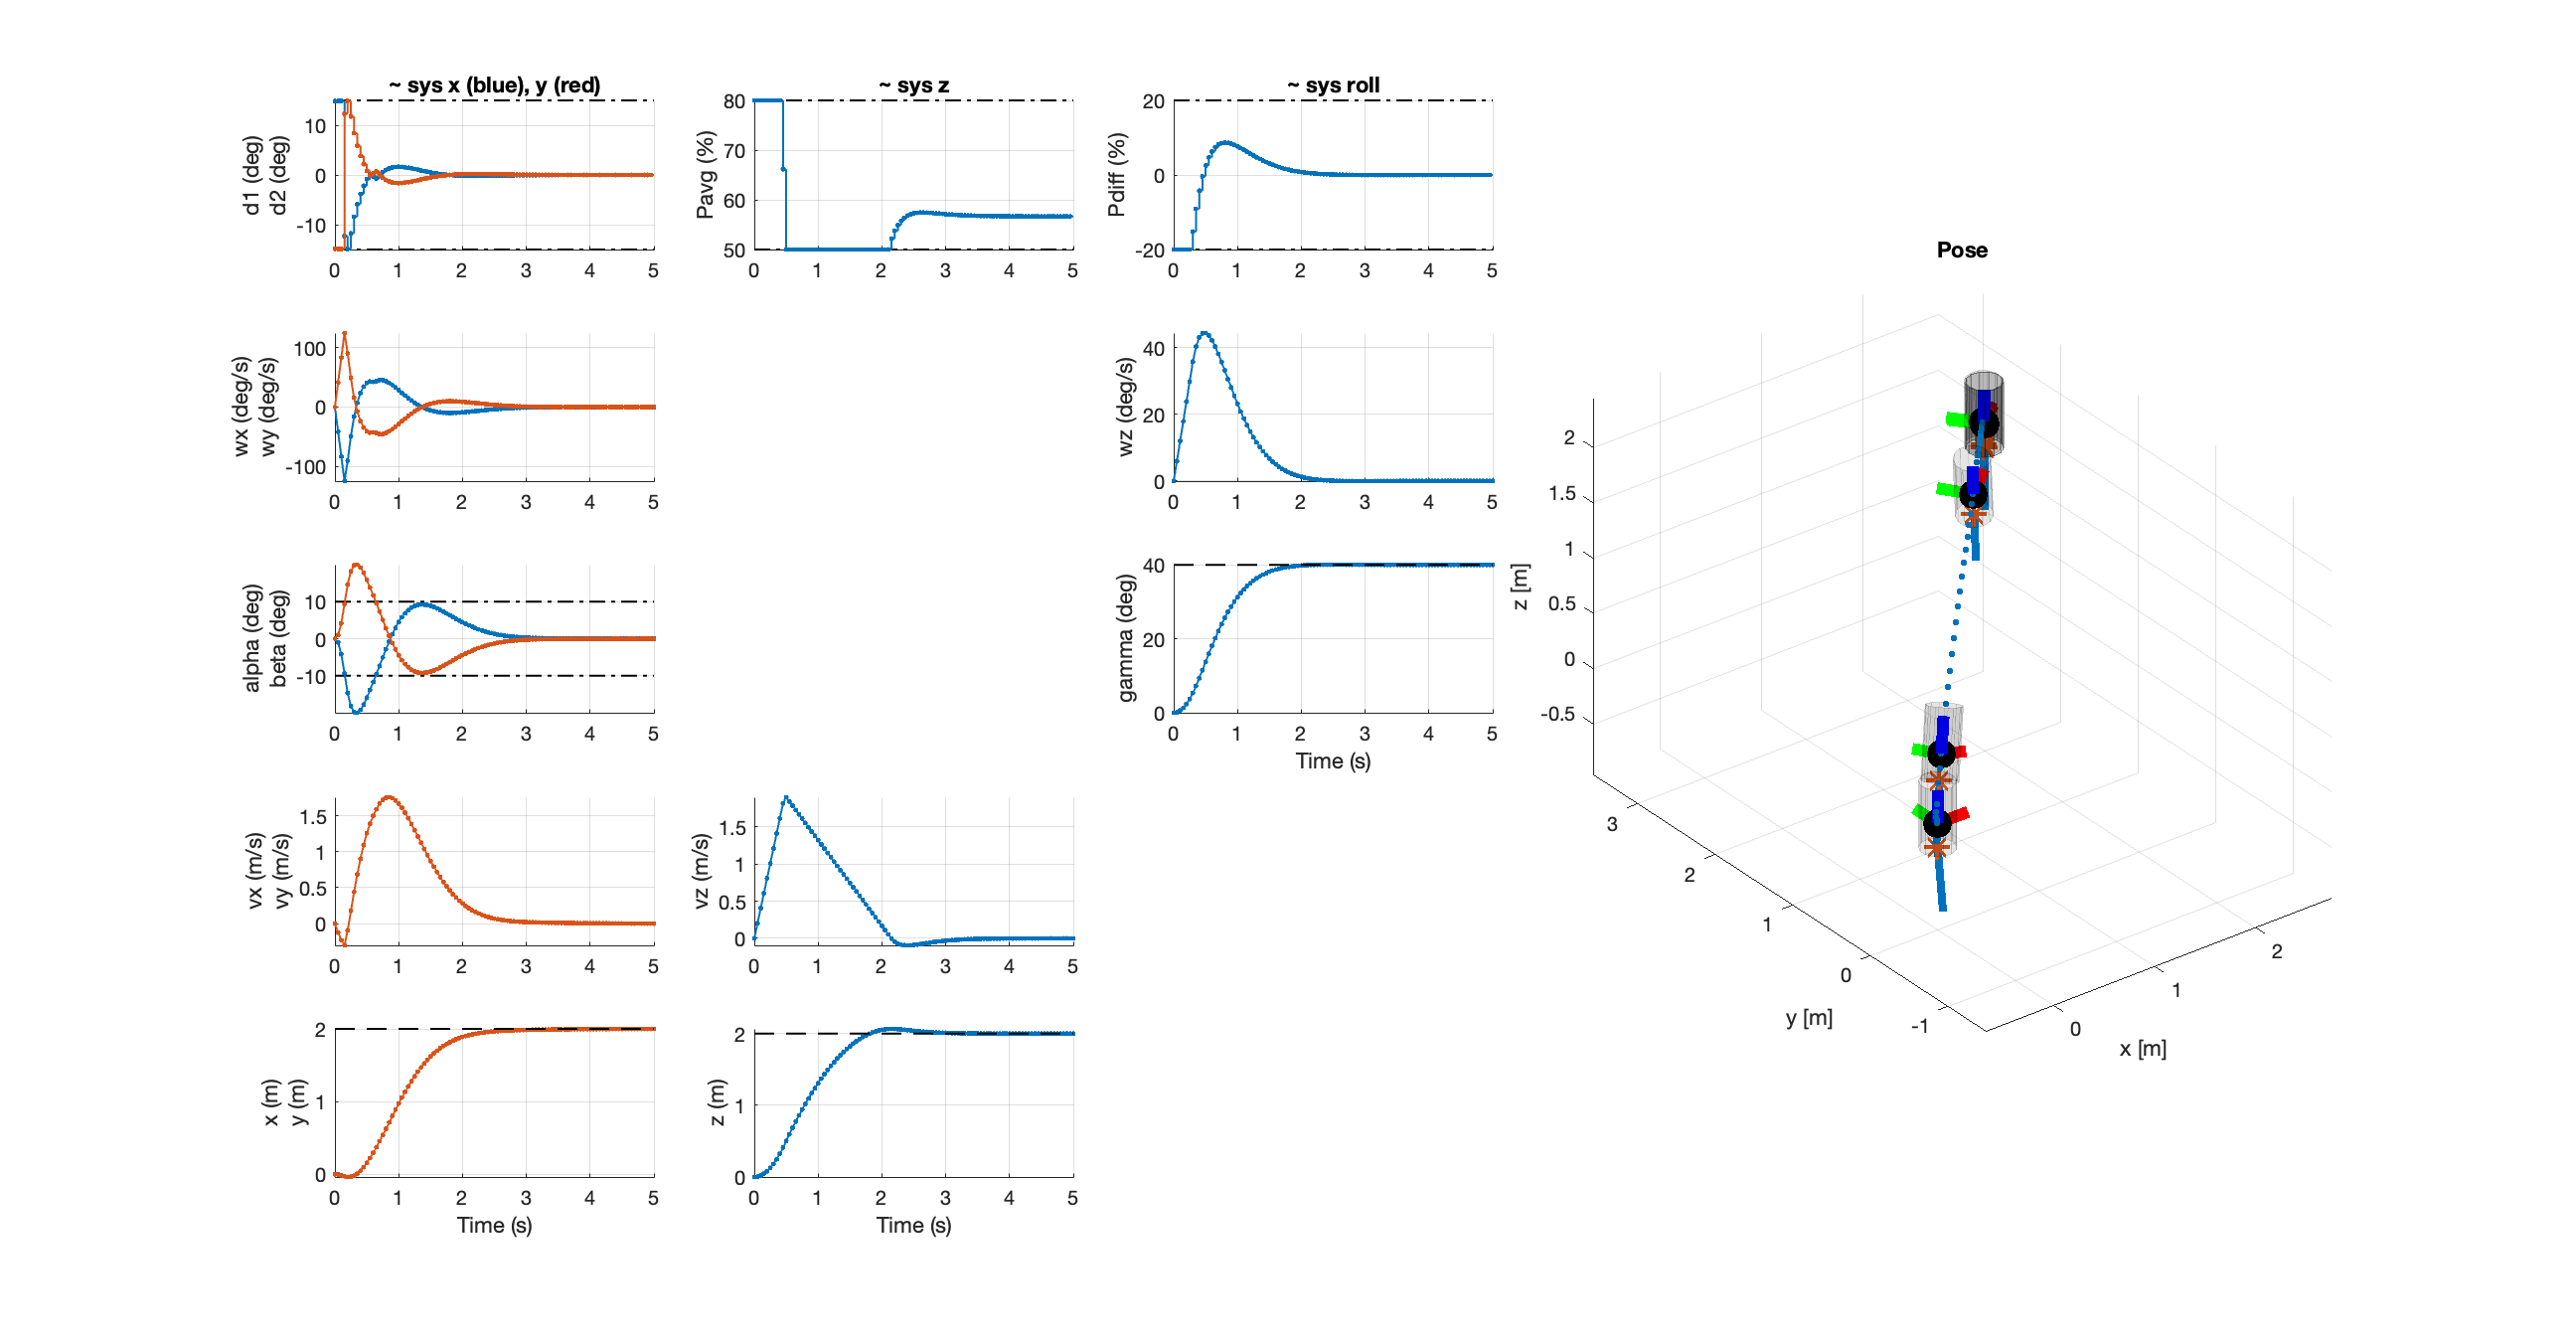 ~ sys x (blue), y (red)
d1 (deg)
d2 (deg)
10
0
-10
0 1 2 3 4 5
~ sys z
Pavg (%)
80
70
60
50
0 1 2 3 4 5
~ sys roll
Pdiff (%)
20
0
-20
0 1 2 3 4 5
wx (deg/s)
wy (deg/s)
100
0
-100
0 1 2 3 4 5
wz (deg/s)
40
20
0
0 1 2 3 4 5
alpha (deg)
beta (deg)
10
0
-10
0 1 2 3 4 5
gamma (deg)
40
20
0
0 1 2 3 4 5
Time (s)
vx (m/s)
vy (m/s)
1.5
1
0.5
0
0 1 2 3 4 5
vz (m/s)
1.5
1
0.5
0
0 1 2 3 4 5
x (m)
y (m)
2
1
0
0 1 2 3 4 5
Time (s)
z (m)
2
1
0
0 1 2 3 4 5
Time (s)
Pose
z [m]
2
1.5
1
0.5
0
-0.5
3
2
1
0
-1
y [m]
0
1
2
x [m]